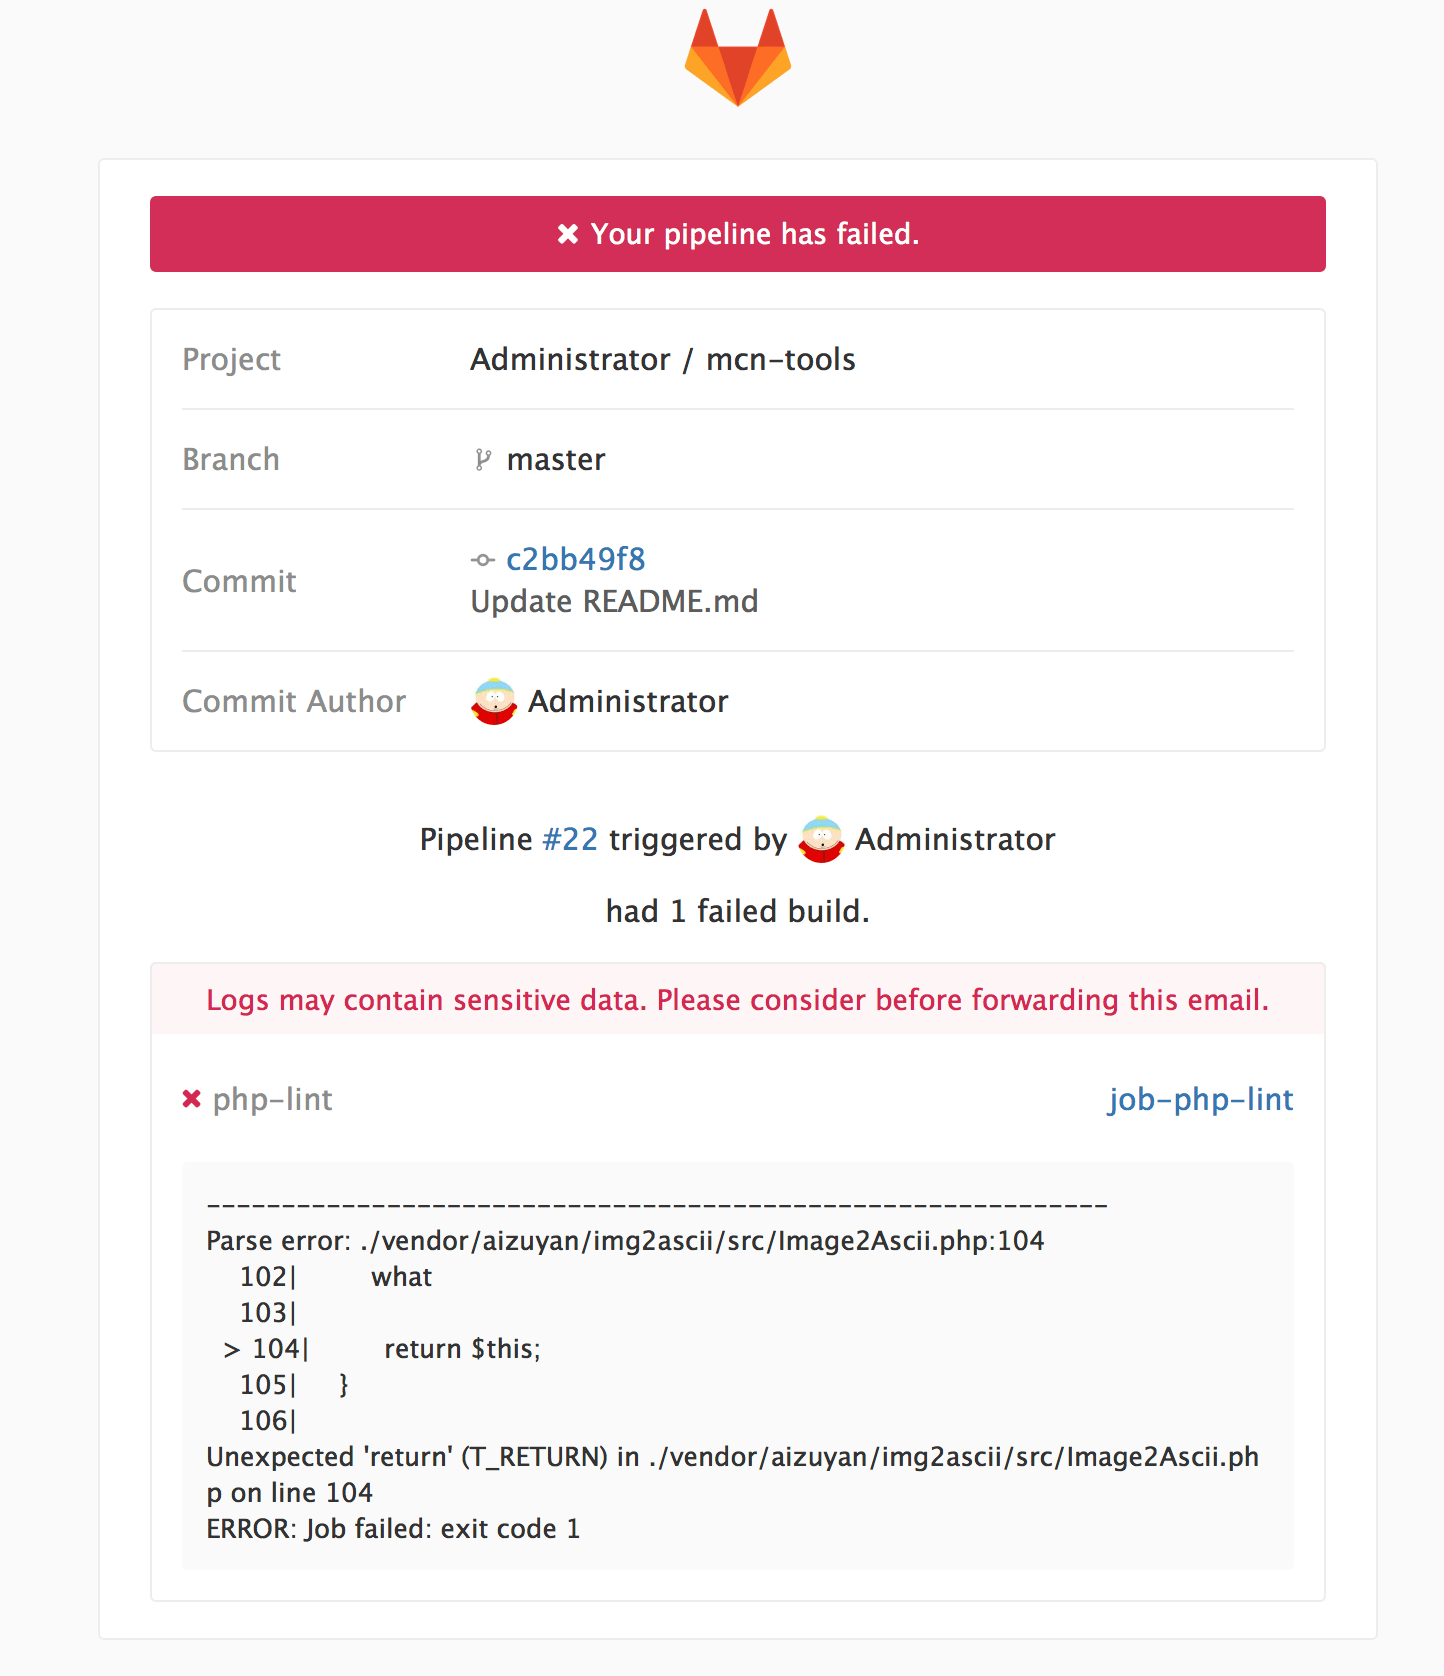 ✖ Your pipeline has failed.
Project Administrator / mcn-tools
Branch master
Commit c2bb49f8
Update README.md
Commit Author Administrator
Pipeline #22 triggered by Administrator
had 1 failed build.
Logs may contain sensitive data. Please consider before forwarding this email.
✖ php-lint job-php-lint
------------------------------------------------------------
Parse error: ./vendor/aizuyan/img2ascii/src/Image2Ascii.php:104
    102|         what
    103|
  > 104|         return $this;
    105|     }
    106|
Unexpected 'return' (T_RETURN) in ./vendor/aizuyan/img2ascii/src/Image2Ascii.ph
p on line 104
ERROR: Job failed: exit code 1